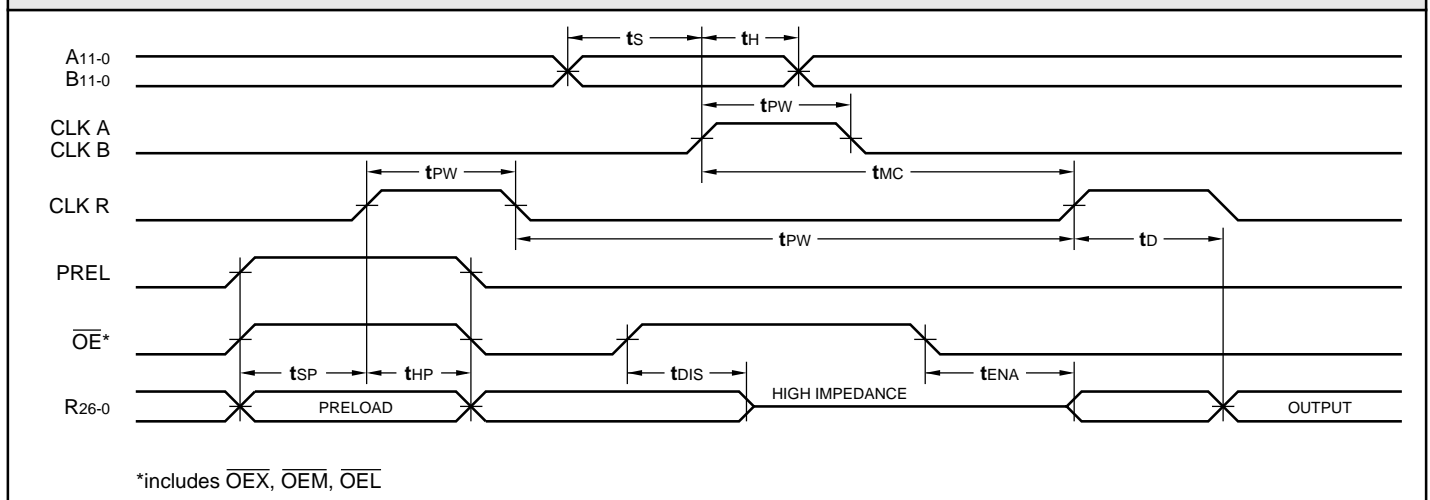 tS tH
A11-0
B11-0
tPW
CLK A
CLK B
tPW tMC
CLK R
tPW tD
PREL
OE*
tSP tHP tDIS tENA
R26-0 PRELOAD HIGH IMPEDANCE OUTPUT
*includes OEX, OEM, OEL